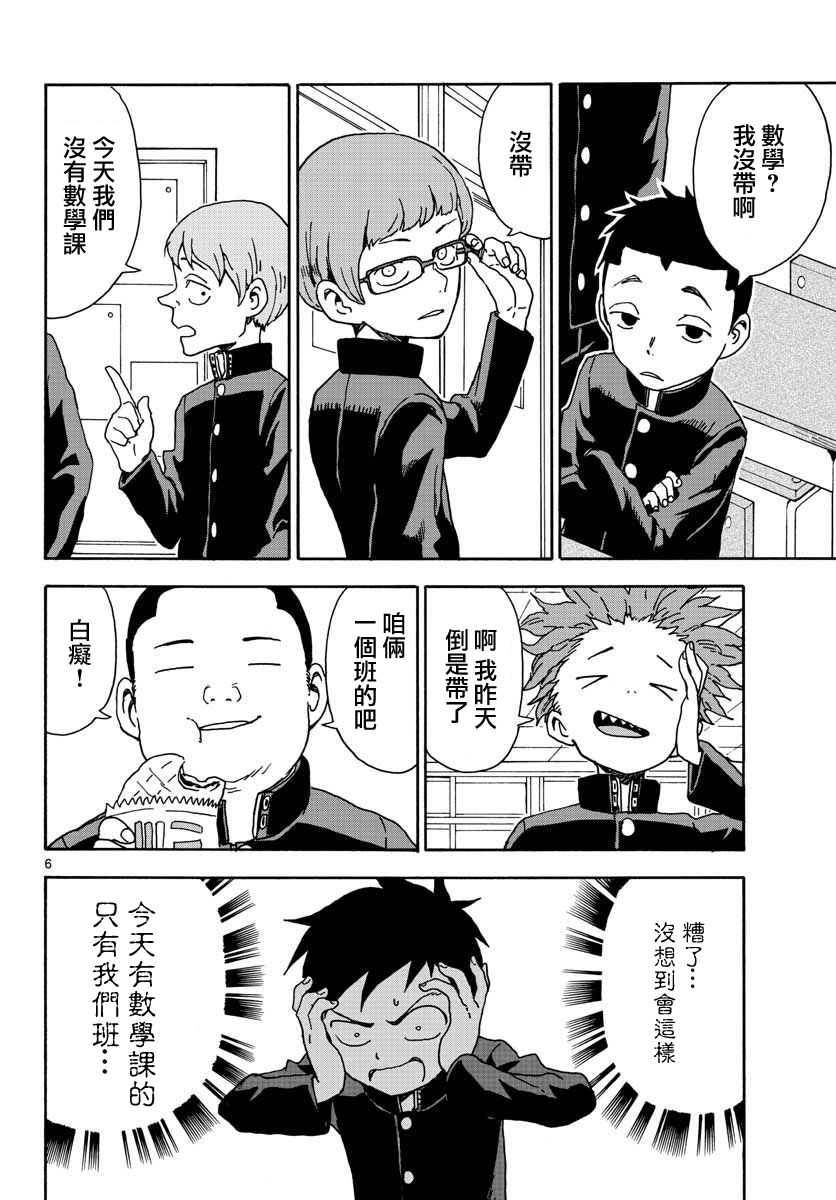 數學?
我沒帶啊
沒帶
今天我們
沒有數學課
啊 我昨天
倒是帶了
咱倆
一個班的吧
白癡!
6
糟了…
沒想到會這樣
今天有數學課的
只有我們班…